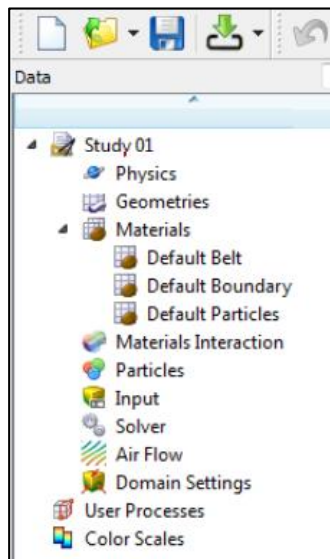 Data
Study 01
Physics
Geometries
Materials
Default Belt
Default Boundary
Default Particles
Materials Interaction
Particles
Input
Solver
Air Flow
Domain Settings
User Processes
Color Scales